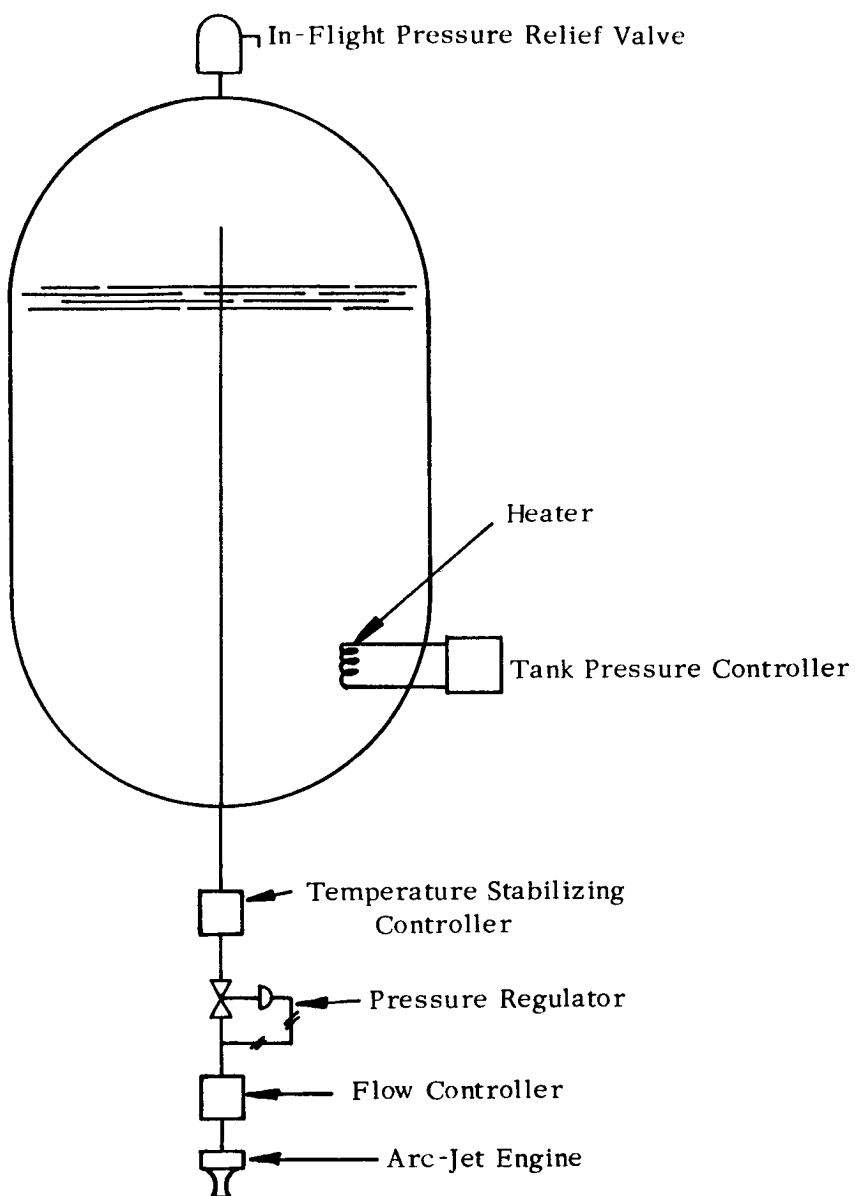 In-Flight Pressure Relief Valve
Heater
Tank Pressure Controller
Temperature Stabilizing
Controller
Pressure Regulator
Flow Controller
Arc-Jet Engine